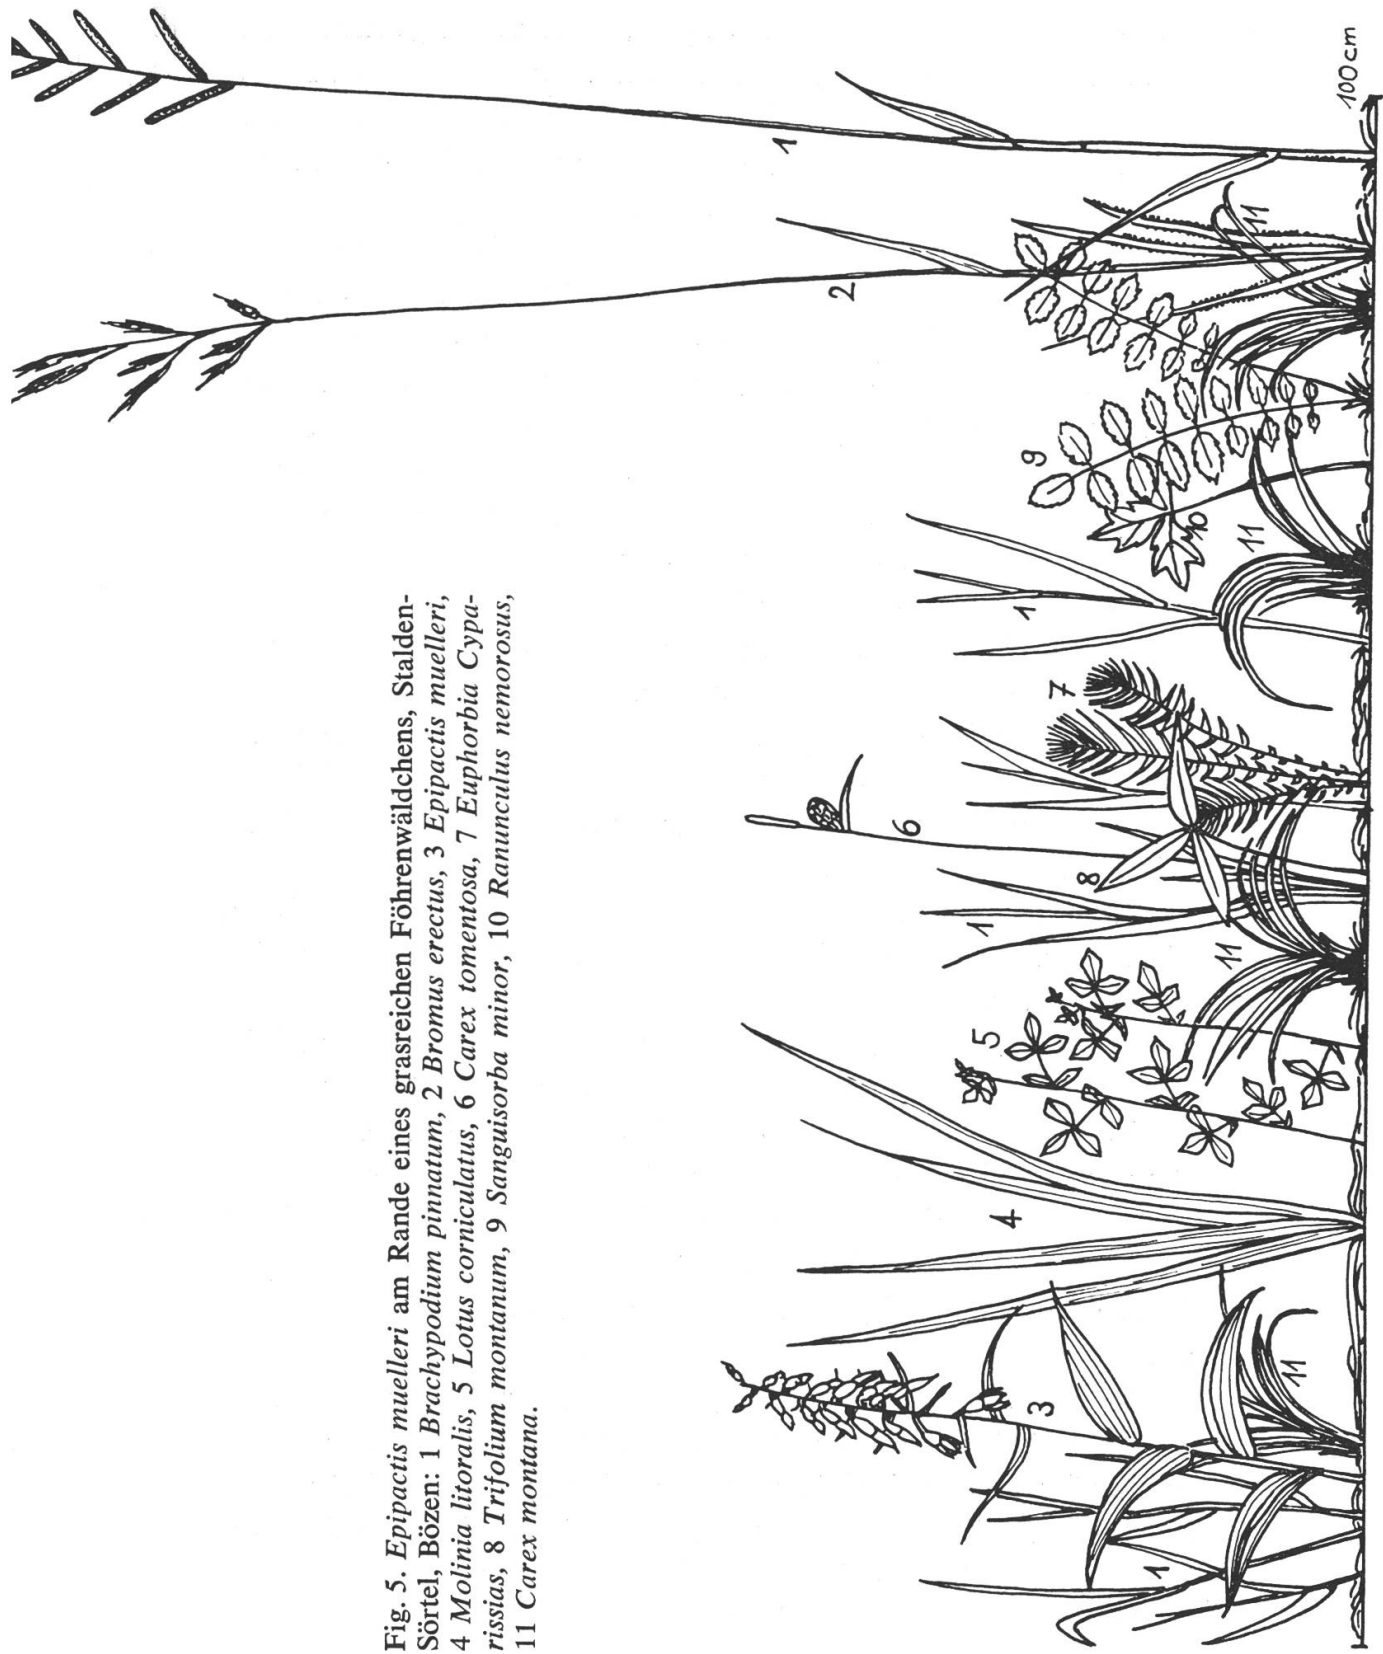 Fig. 5. Epipactis muelleri am Rande eines grasreichen Föhrenwäldchens, Stalden-
Sörtel, Bözen: 1 Brachypodium pinnatum, 2 Bromus erectus, 3 Epipactis muelleri,
4 Molinia litoralis, 5 Lotus corniculatus, 6 Carex tomentosa, 7 Euphorbia Cypa-
rissias, 8 Trifolium montanum, 9 Sanguisorba minor, 10 Ranunculus nemorosus,
11 Carex montana.
1
3
11
4
5
11
1
8
6
7
1
11
10
9
2
11
1
100 cm